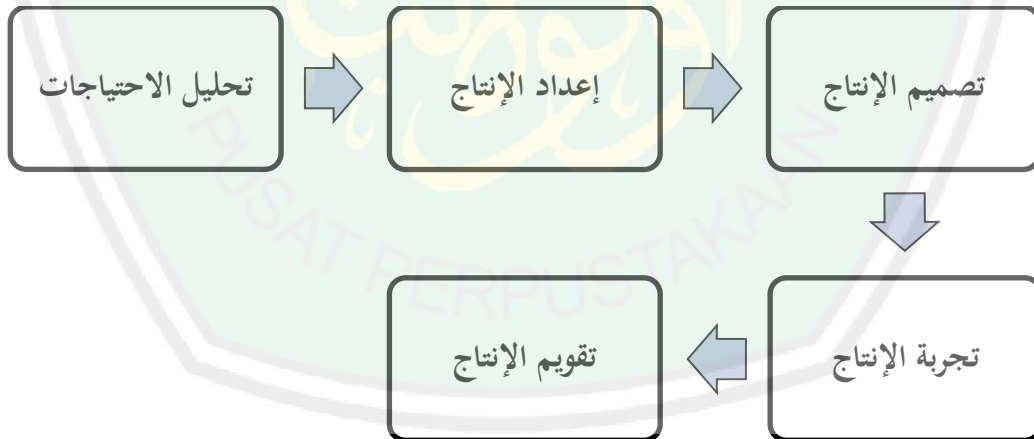 تحليل الاحتياجات
إعداد الإنتاج
تصميم الإنتاج
تجربة الإنتاج
تقويم الإنتاج
PUSAT PERPUSTAKAAN